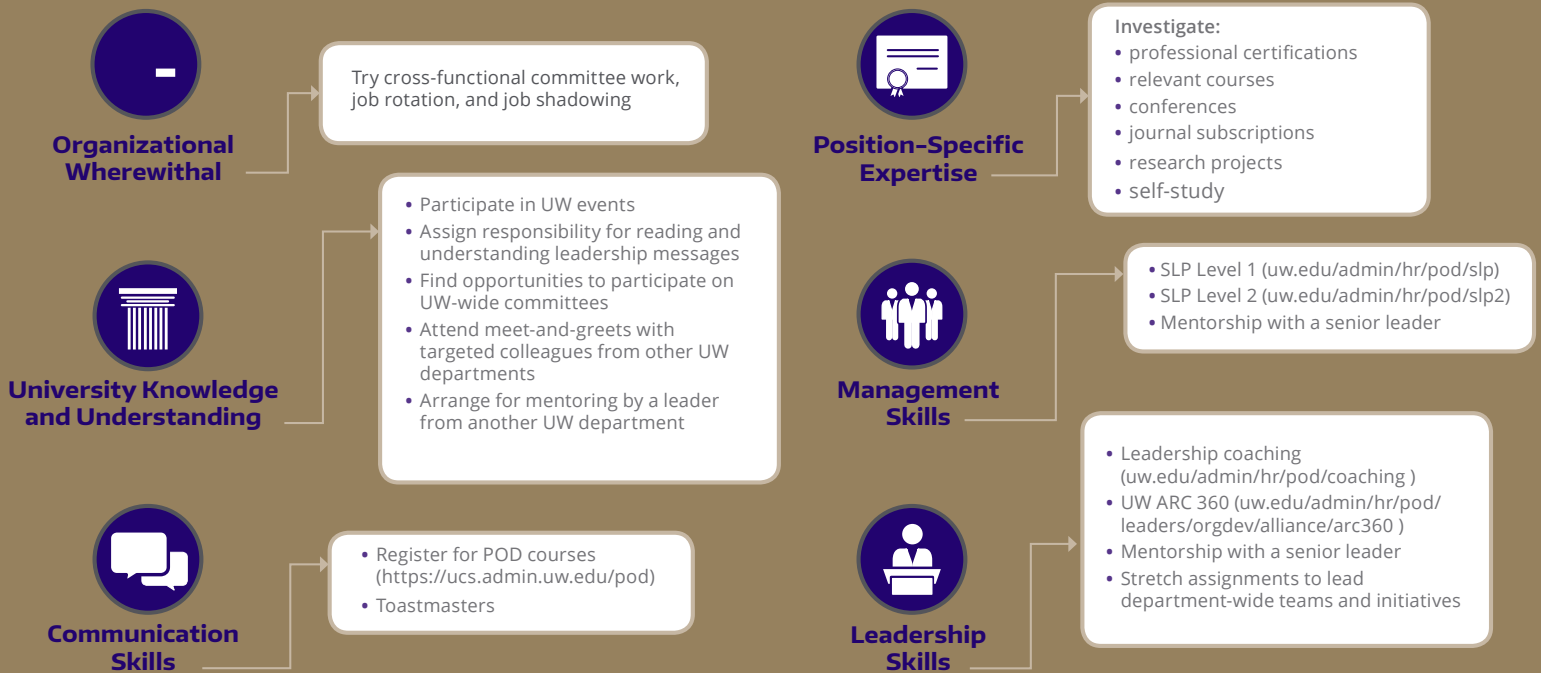 Organizational
Wherewithal
Try cross-functional committee work,
job rotation, and job shadowing
University Knowledge
and Understanding
• Participate in UW events
• Assign responsibility for reading and
understanding leadership messages
• Find opportunities to participate on
UW-wide committees
• Attend meet-and-greets with
targeted colleagues from other UW
departments
• Arrange for mentoring by a leader
from another UW department
Communication
Skills
• Register for POD courses
(https://ucs.admin.uw.edu/pod)
• Toastmasters
Position-Specific
Expertise
Investigate:
• professional certifications
• relevant courses
• conferences
• journal subscriptions
• research projects
• self-study
Management
Skills
• SLP Level 1 (uw.edu/admin/hr/pod/slp)
• SLP Level 2 (uw.edu/admin/hr/pod/slp2)
• Mentorship with a senior leader
Leadership
Skills
• Leadership coaching
(uw.edu/admin/hr/pod/coaching )
• UW ARC 360 (uw.edu/admin/hr/pod/
leaders/orgdev/alliance/arc360 )
• Mentorship with a senior leader
• Stretch assignments to lead
department-wide teams and initiatives